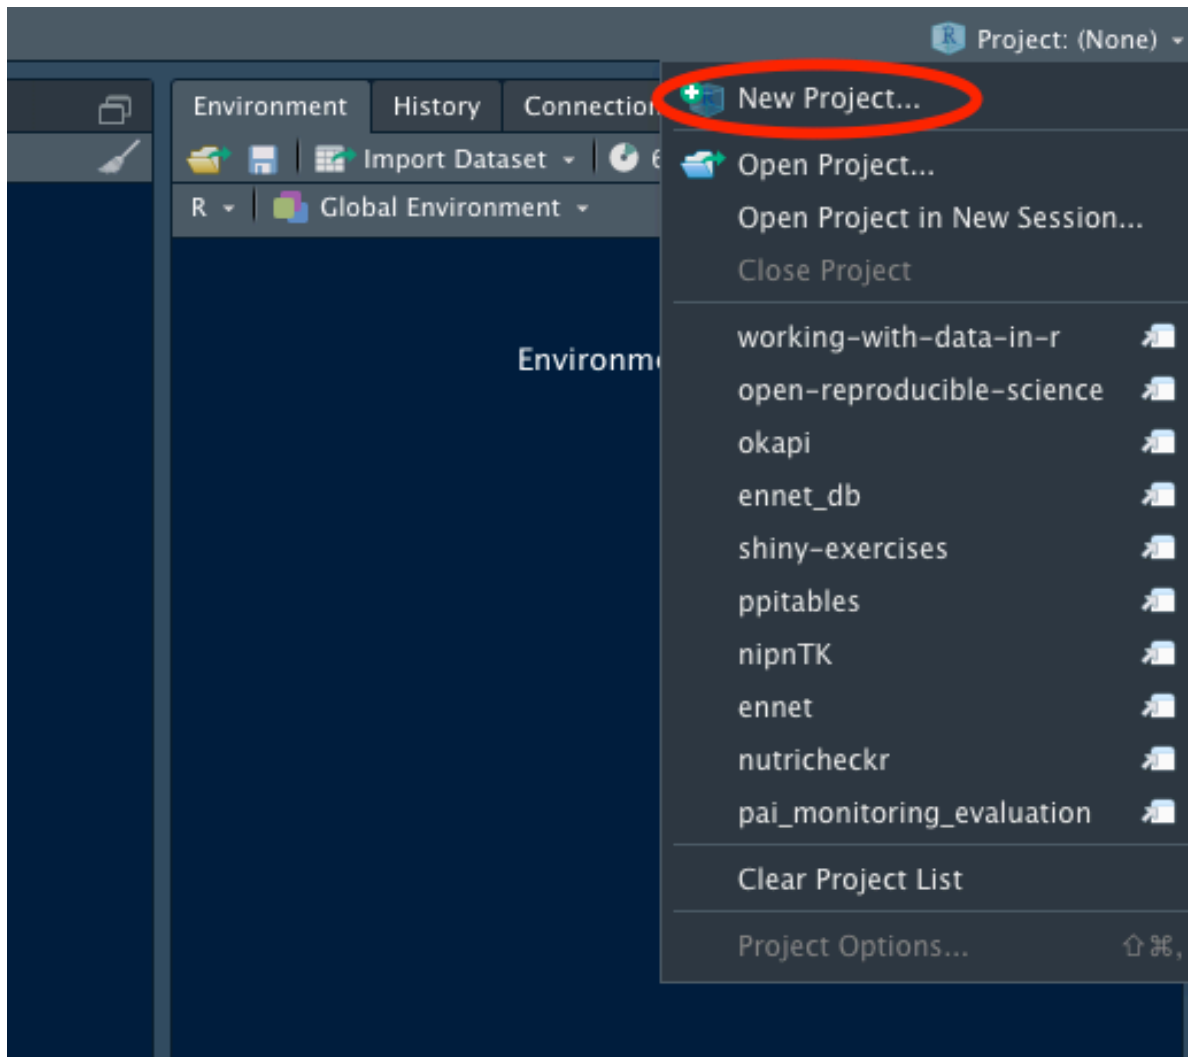 Project: (None)
Environment History Connection
New Project...
Import Dataset
Open Project...
R Global Environment
Open Project in New Session...
Close Project
working-with-data-in-r
Environm
open-reproducible-science
okapi
ennet_db
shiny-exercises
ppitables
nipnTK
ennet
nutricheckr
pai_monitoring_evaluation
Clear Project List
Project Options... ⇧⌘,